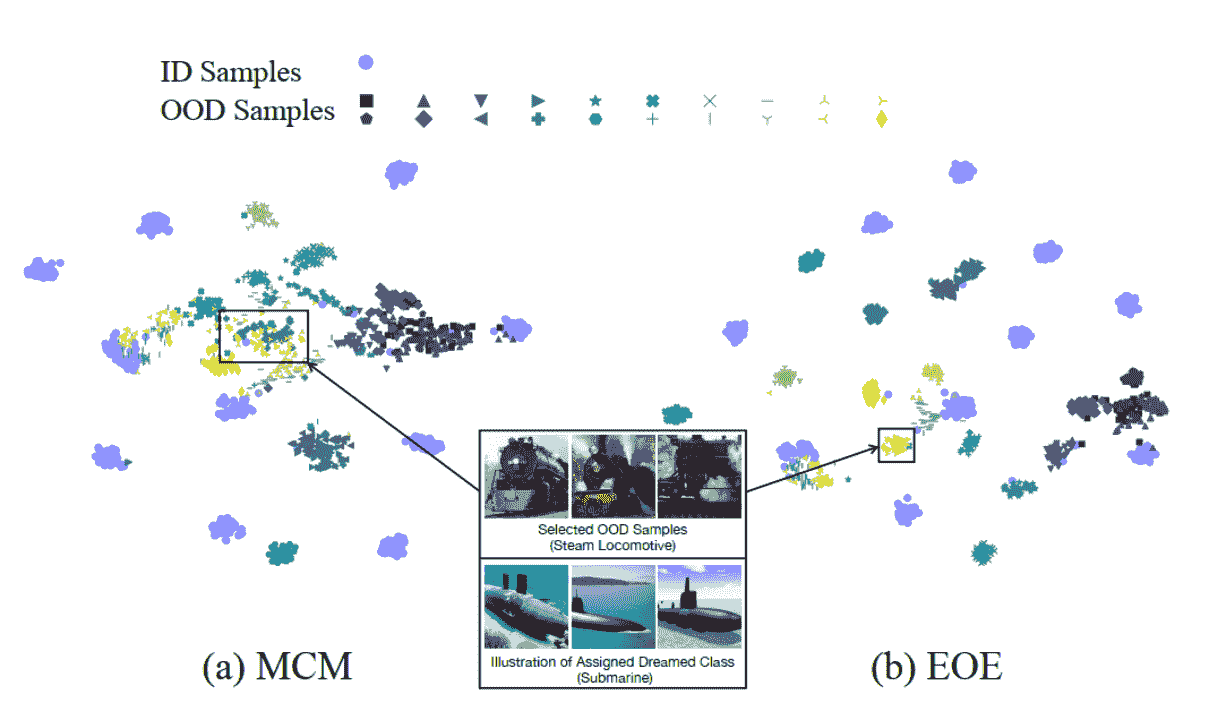 ID Samples
OOD Samples
Selected OOD Samples
(Steam Locomotive)
Illustration of Assigned Dreamed Class
(Submarine)
(a) MCM
(b) EOE